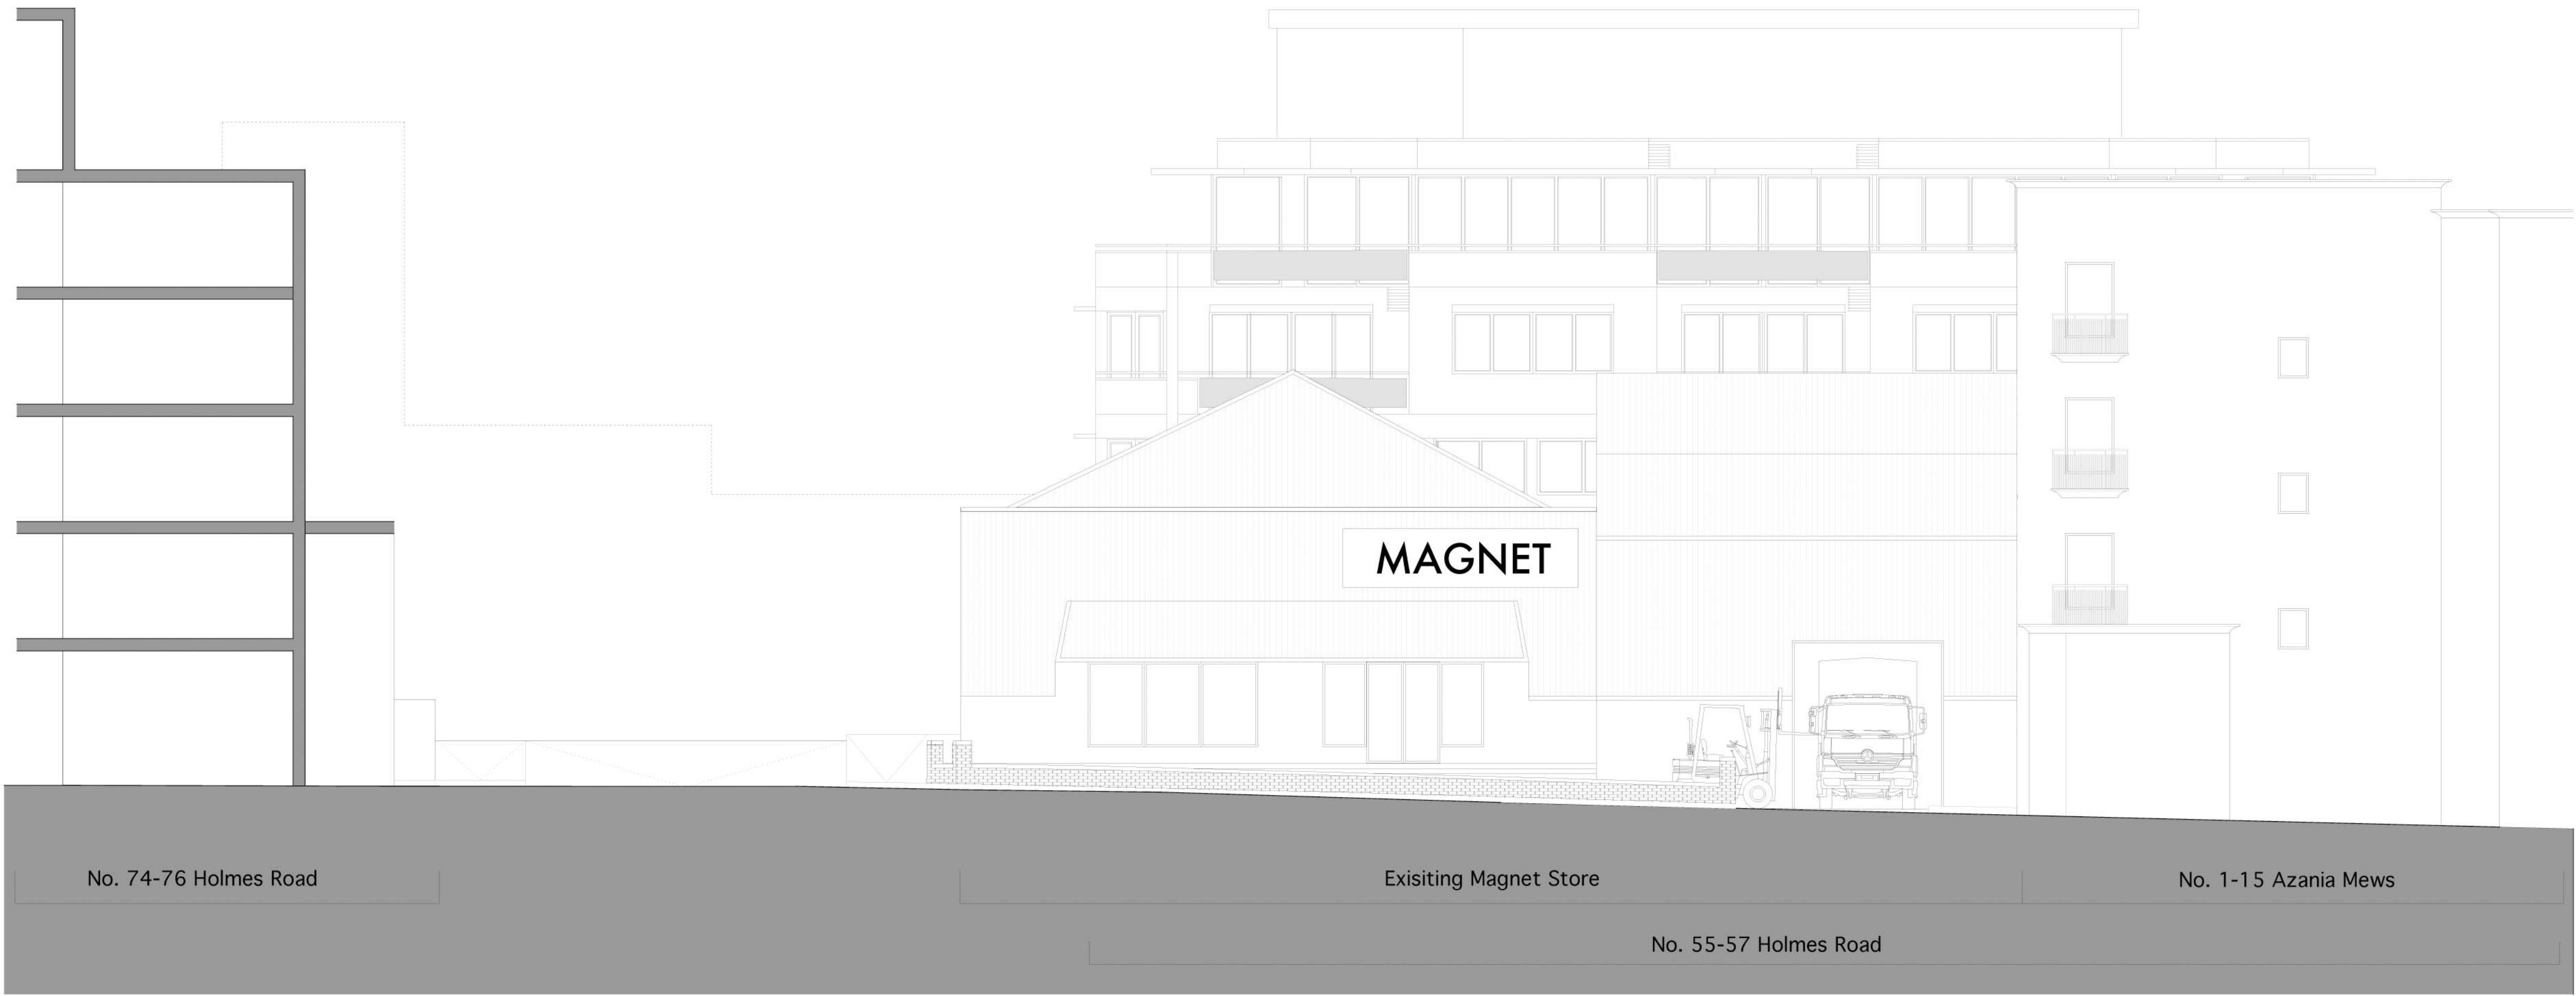 MAGNET
No. 74-76 Holmes Road
Exisiting Magnet Store
No. 1-15 Azania Mews
No. 55-57 Holmes Road